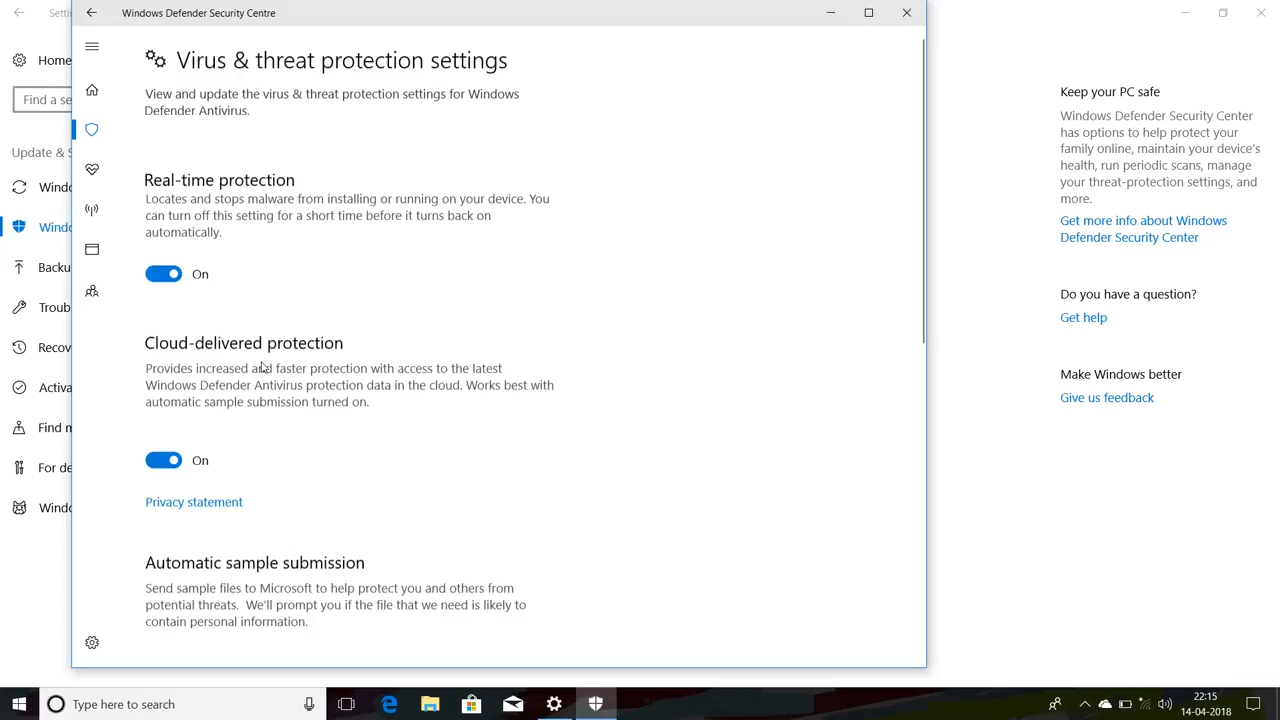 Setti
Windows Defender Security Centre
Home
Find a se
Update & S
Windo
Windo
Backu
Troub
Recov
Activa
Find m
For de
Windo
Virus & threat protection settings
View and update the virus & threat protection settings for Windows
Defender Antivirus.
Real-time protection
Locates and stops malware from installing or running on your device. You
can turn off this setting for a short time before it turns back on
automatically.
On
Cloud-delivered protection
Provides increased and faster protection with access to the latest
Windows Defender Antivirus protection data in the cloud. Works best with
automatic sample submission turned on.
On
Privacy statement
Automatic sample submission
Send sample files to Microsoft to help protect you and others from
potential threats. We'll prompt you if the file that we need is likely to
contain personal information.
Keep your PC safe
Windows Defender Security Center
has options to help protect your
family online, maintain your device's
health, run periodic scans, manage
your threat-protection settings, and
more.
Get more info about Windows
Defender Security Center
Do you have a question?
Get help
Make Windows better
Give us feedback
Type here to search
22:15
14-04-2018